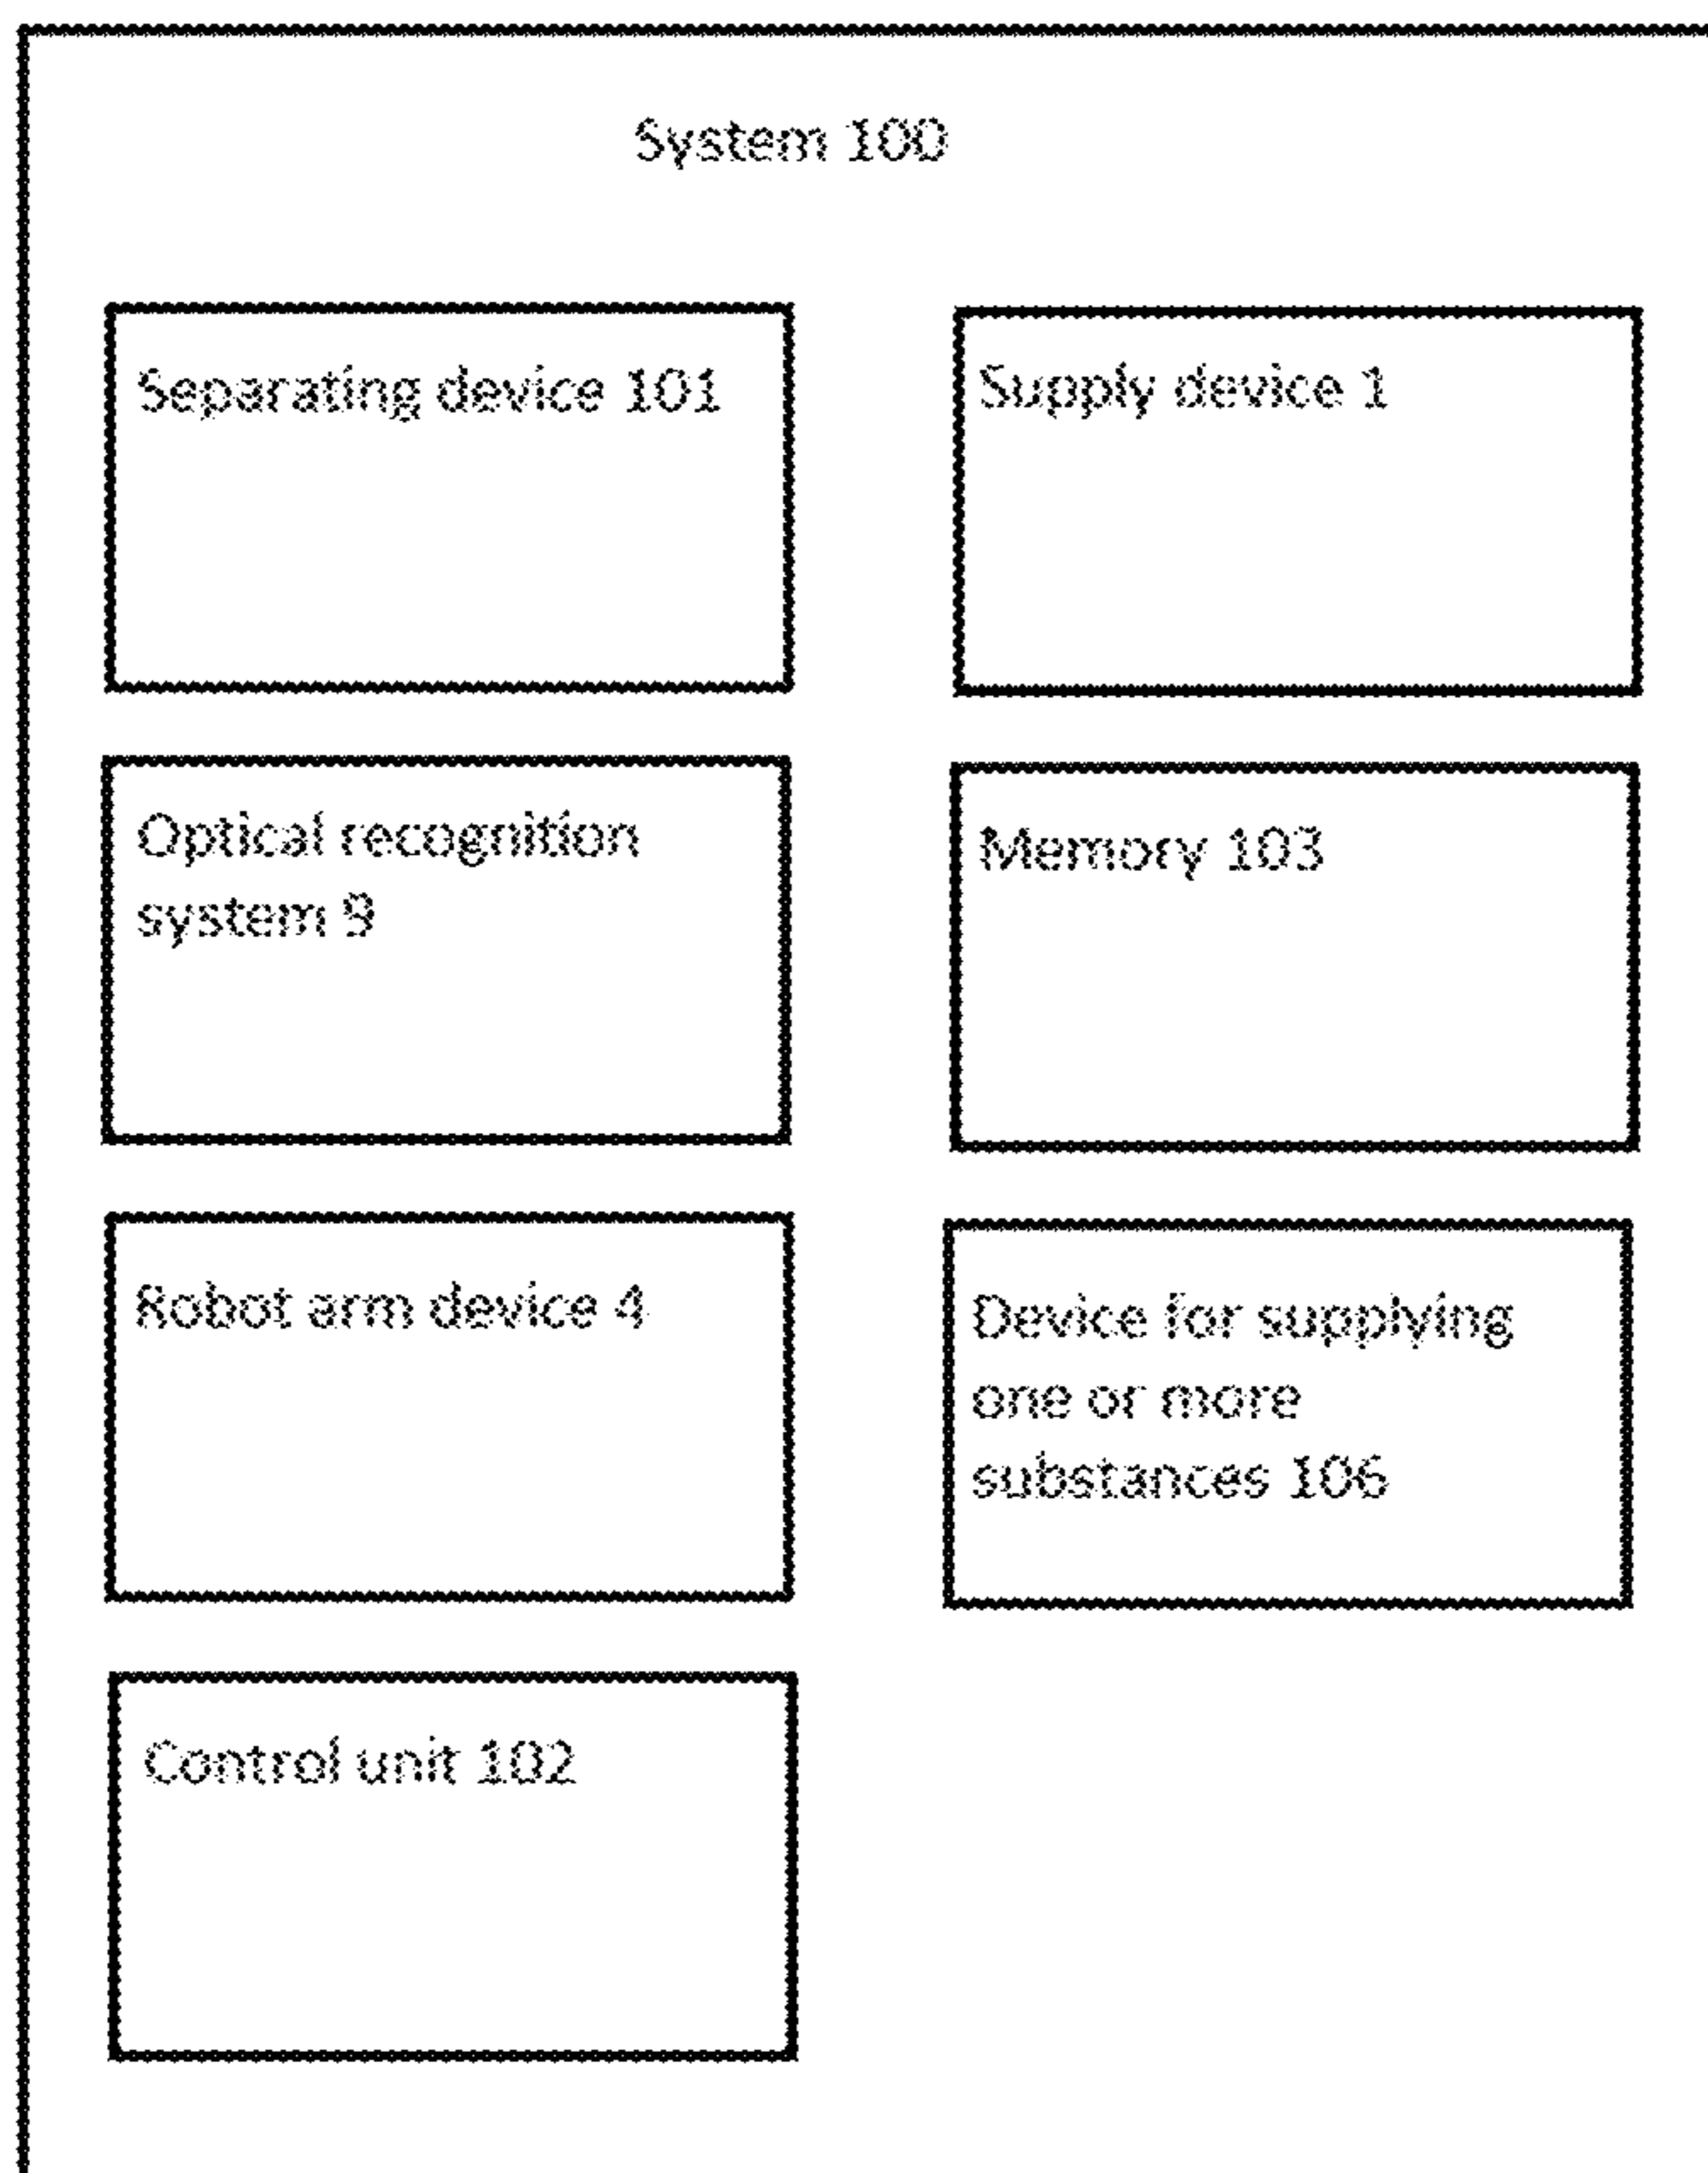 System 100
Separating device 101
Supply device 1
Optical recognition
system 9
Memory 103
Robot arm device 4
Device for supplying
one or more
substances 106
Control unit 102